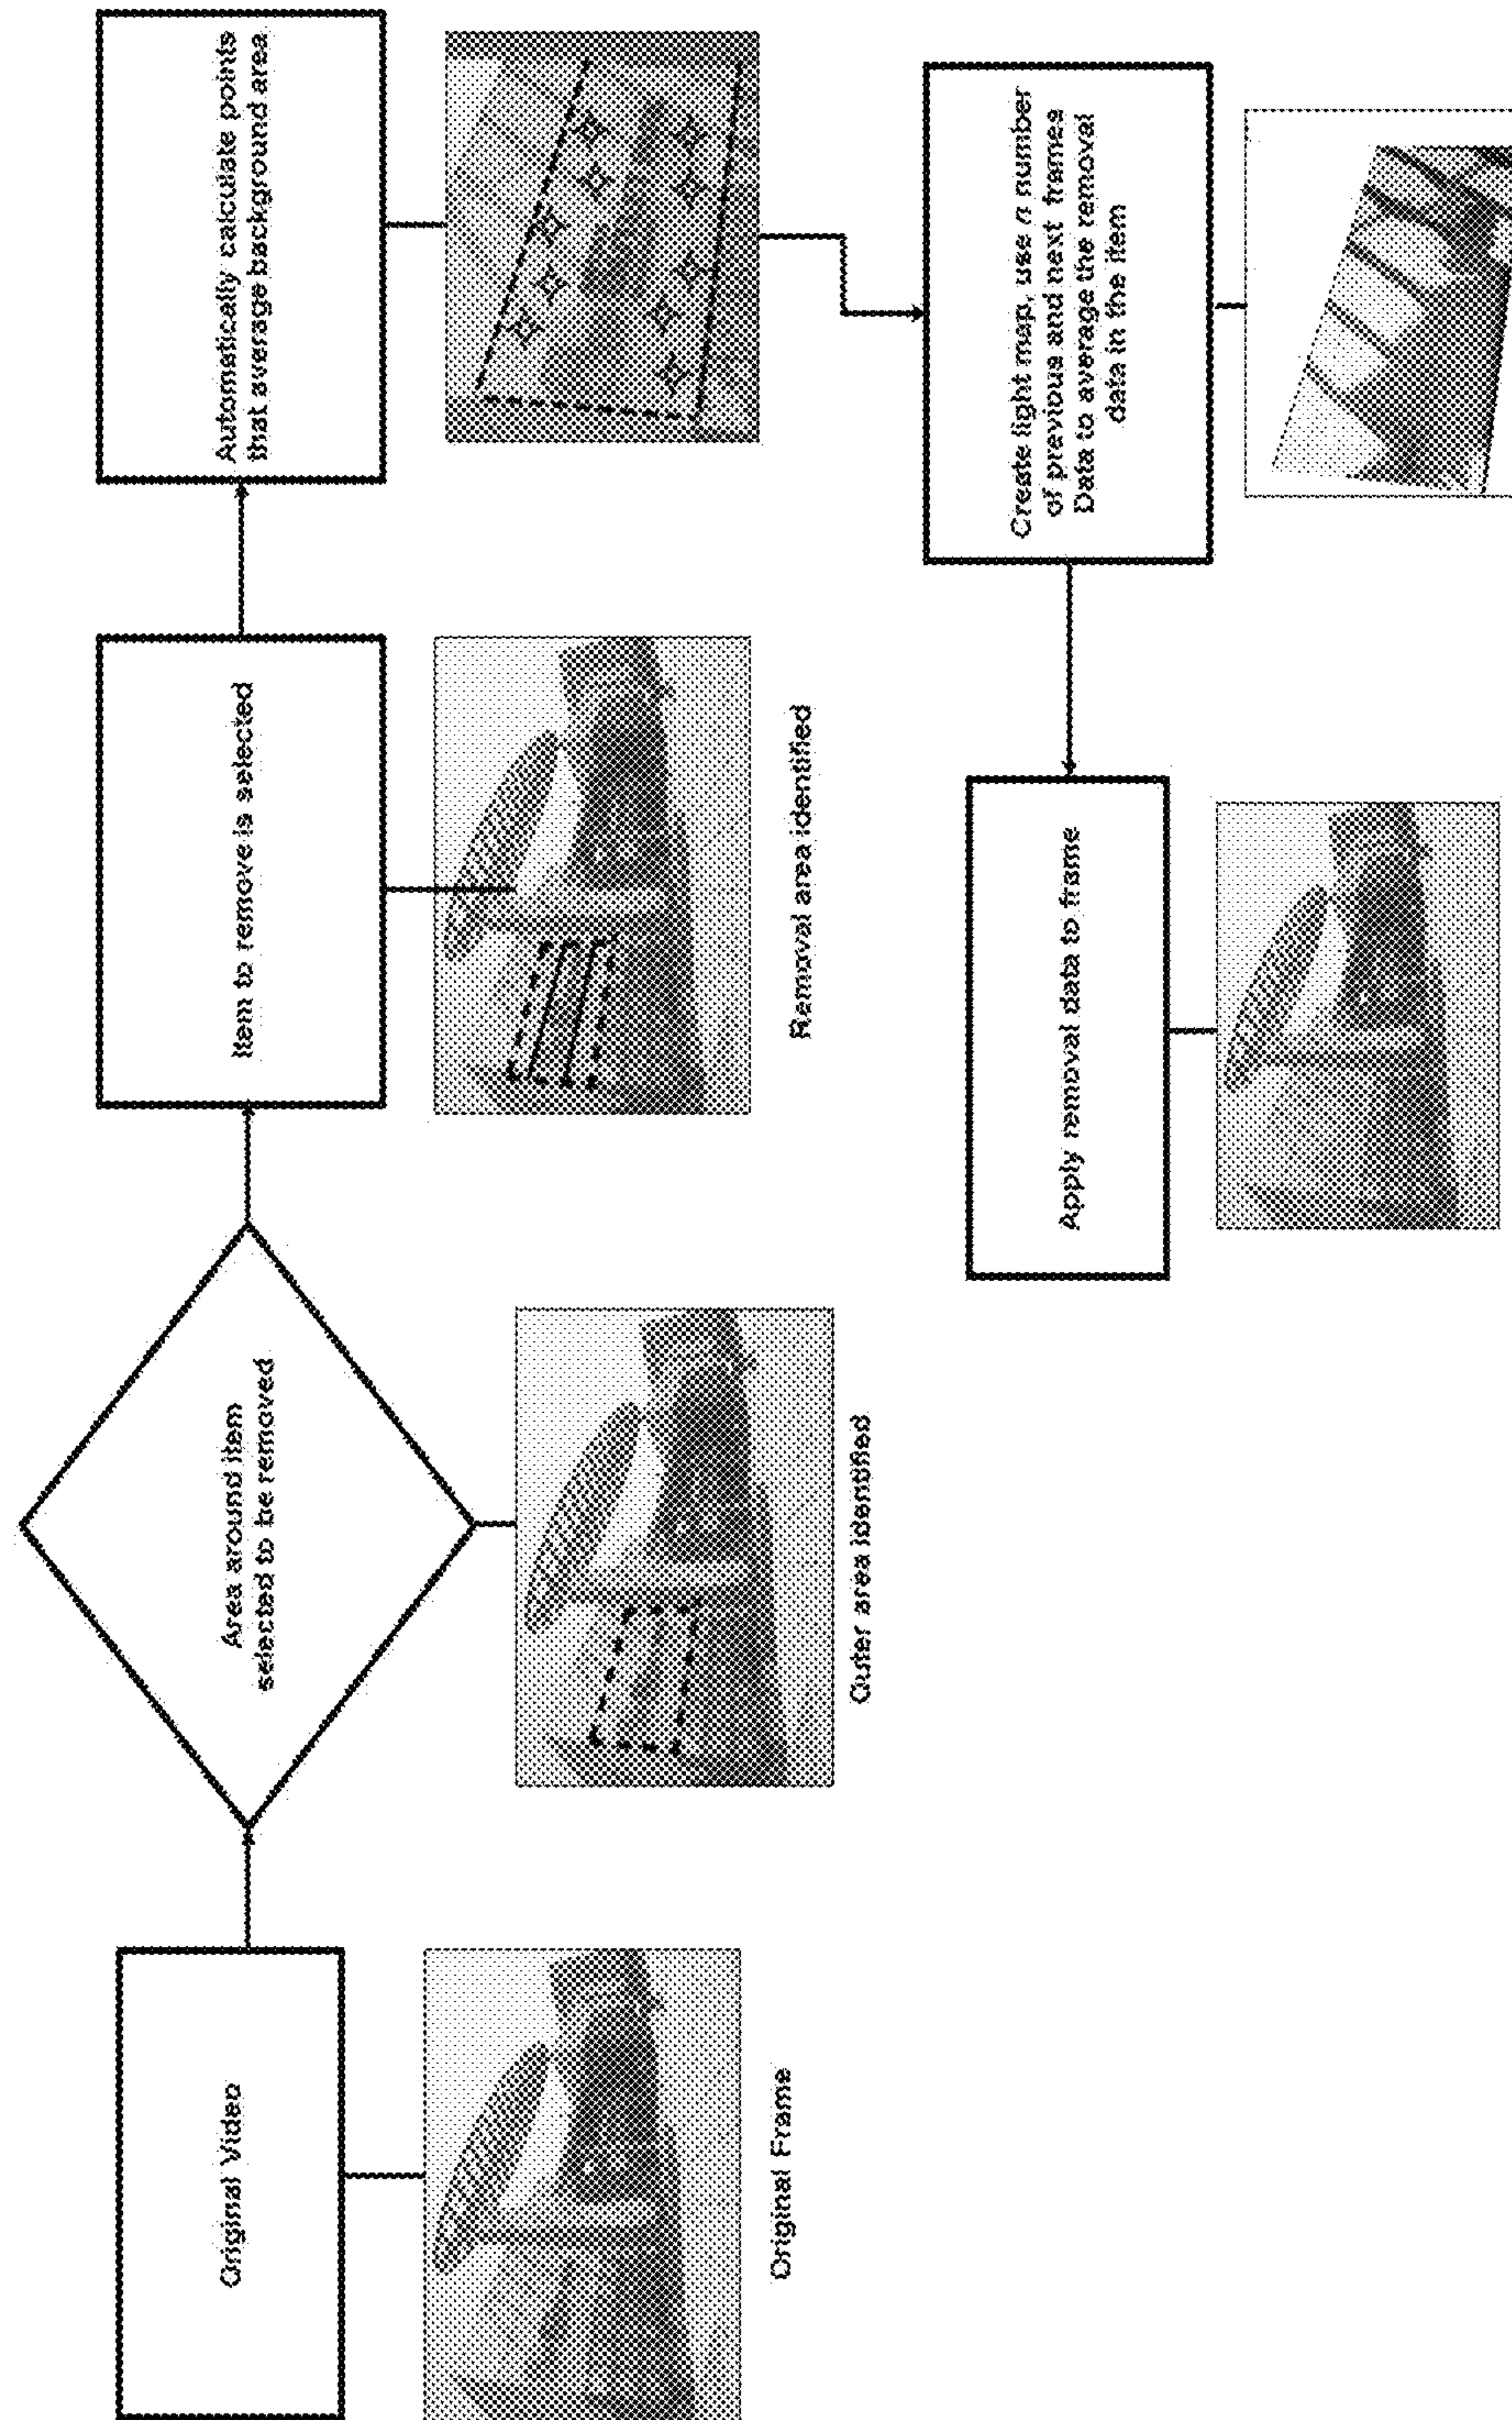 Original Video
Original Frame
Area around item
selected to be removed
Outer area identified
Item to remove is selected
Removal area identified
Automatically calculate points
that average background area.
Create light map, use n number
of previous and next frames
Data to average the removal
data in the item
Apply removal data to frame